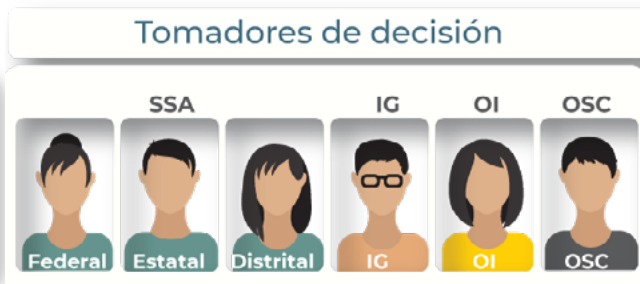 Tomadores de decisión
SSA IG OI OSC
Federal Estatal Distrital IG OI OSC